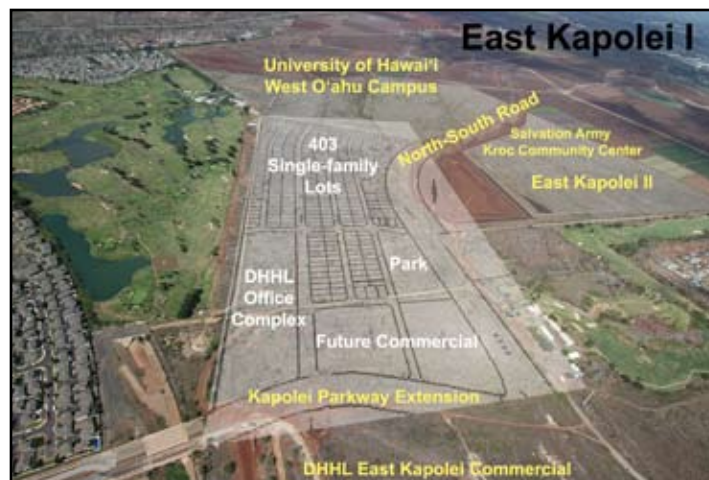 East Kapolei I
University of Hawai‘i
West O‘ahu Campus
North-South Road
Salvation Army
Kroc Community Center
403
Single-family
Lots
East Kapolei II
DHHL
Office
Complex
Park
Future Commercial
Kapolei Parkway Extension
DHHL East Kapolei Commercial